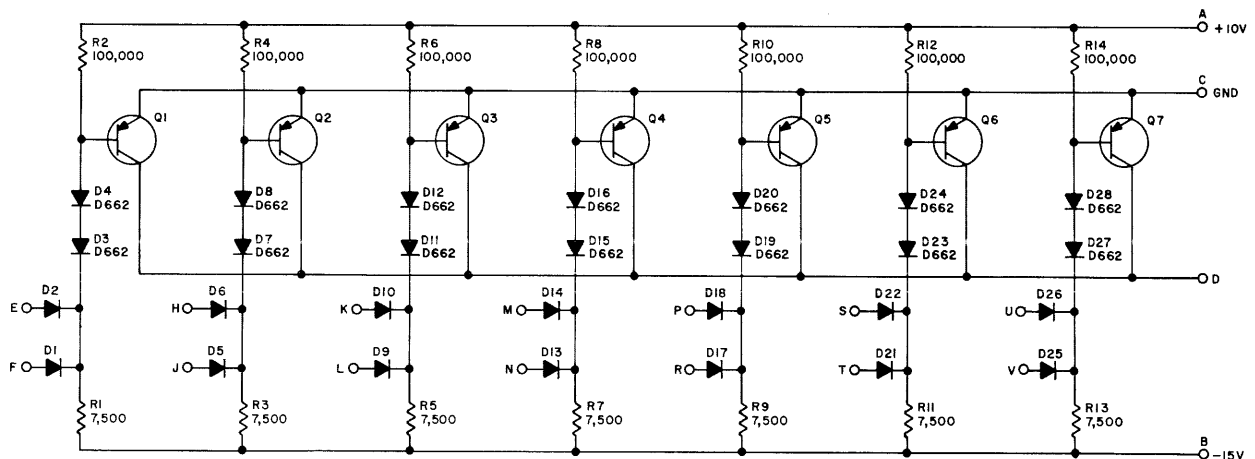 A
+10V
R2
100,000
R4
100,000
R6
100,000
R8
100,000
R10
100,000
R12
100,000
R14
100,000
C
GND
Q1
Q2
Q3
Q4
Q5
Q6
Q7
D4
D662
D8
D662
D12
D662
D16
D662
D20
D662
D24
D662
D28
D662
D3
D662
D7
D662
D11
D662
D15
D662
D19
D662
D23
D662
D27
D662
D
D2
E
D6
H
D10
K
D14
M
D18
P
D22
S
D26
U
D1
F
D5
J
D9
L
D13
N
D17
R
D21
T
D25
V
R1
7,500
R3
7,500
R5
7,500
R7
7,500
R9
7,500
R11
7,500
R13
7,500
B
-15V